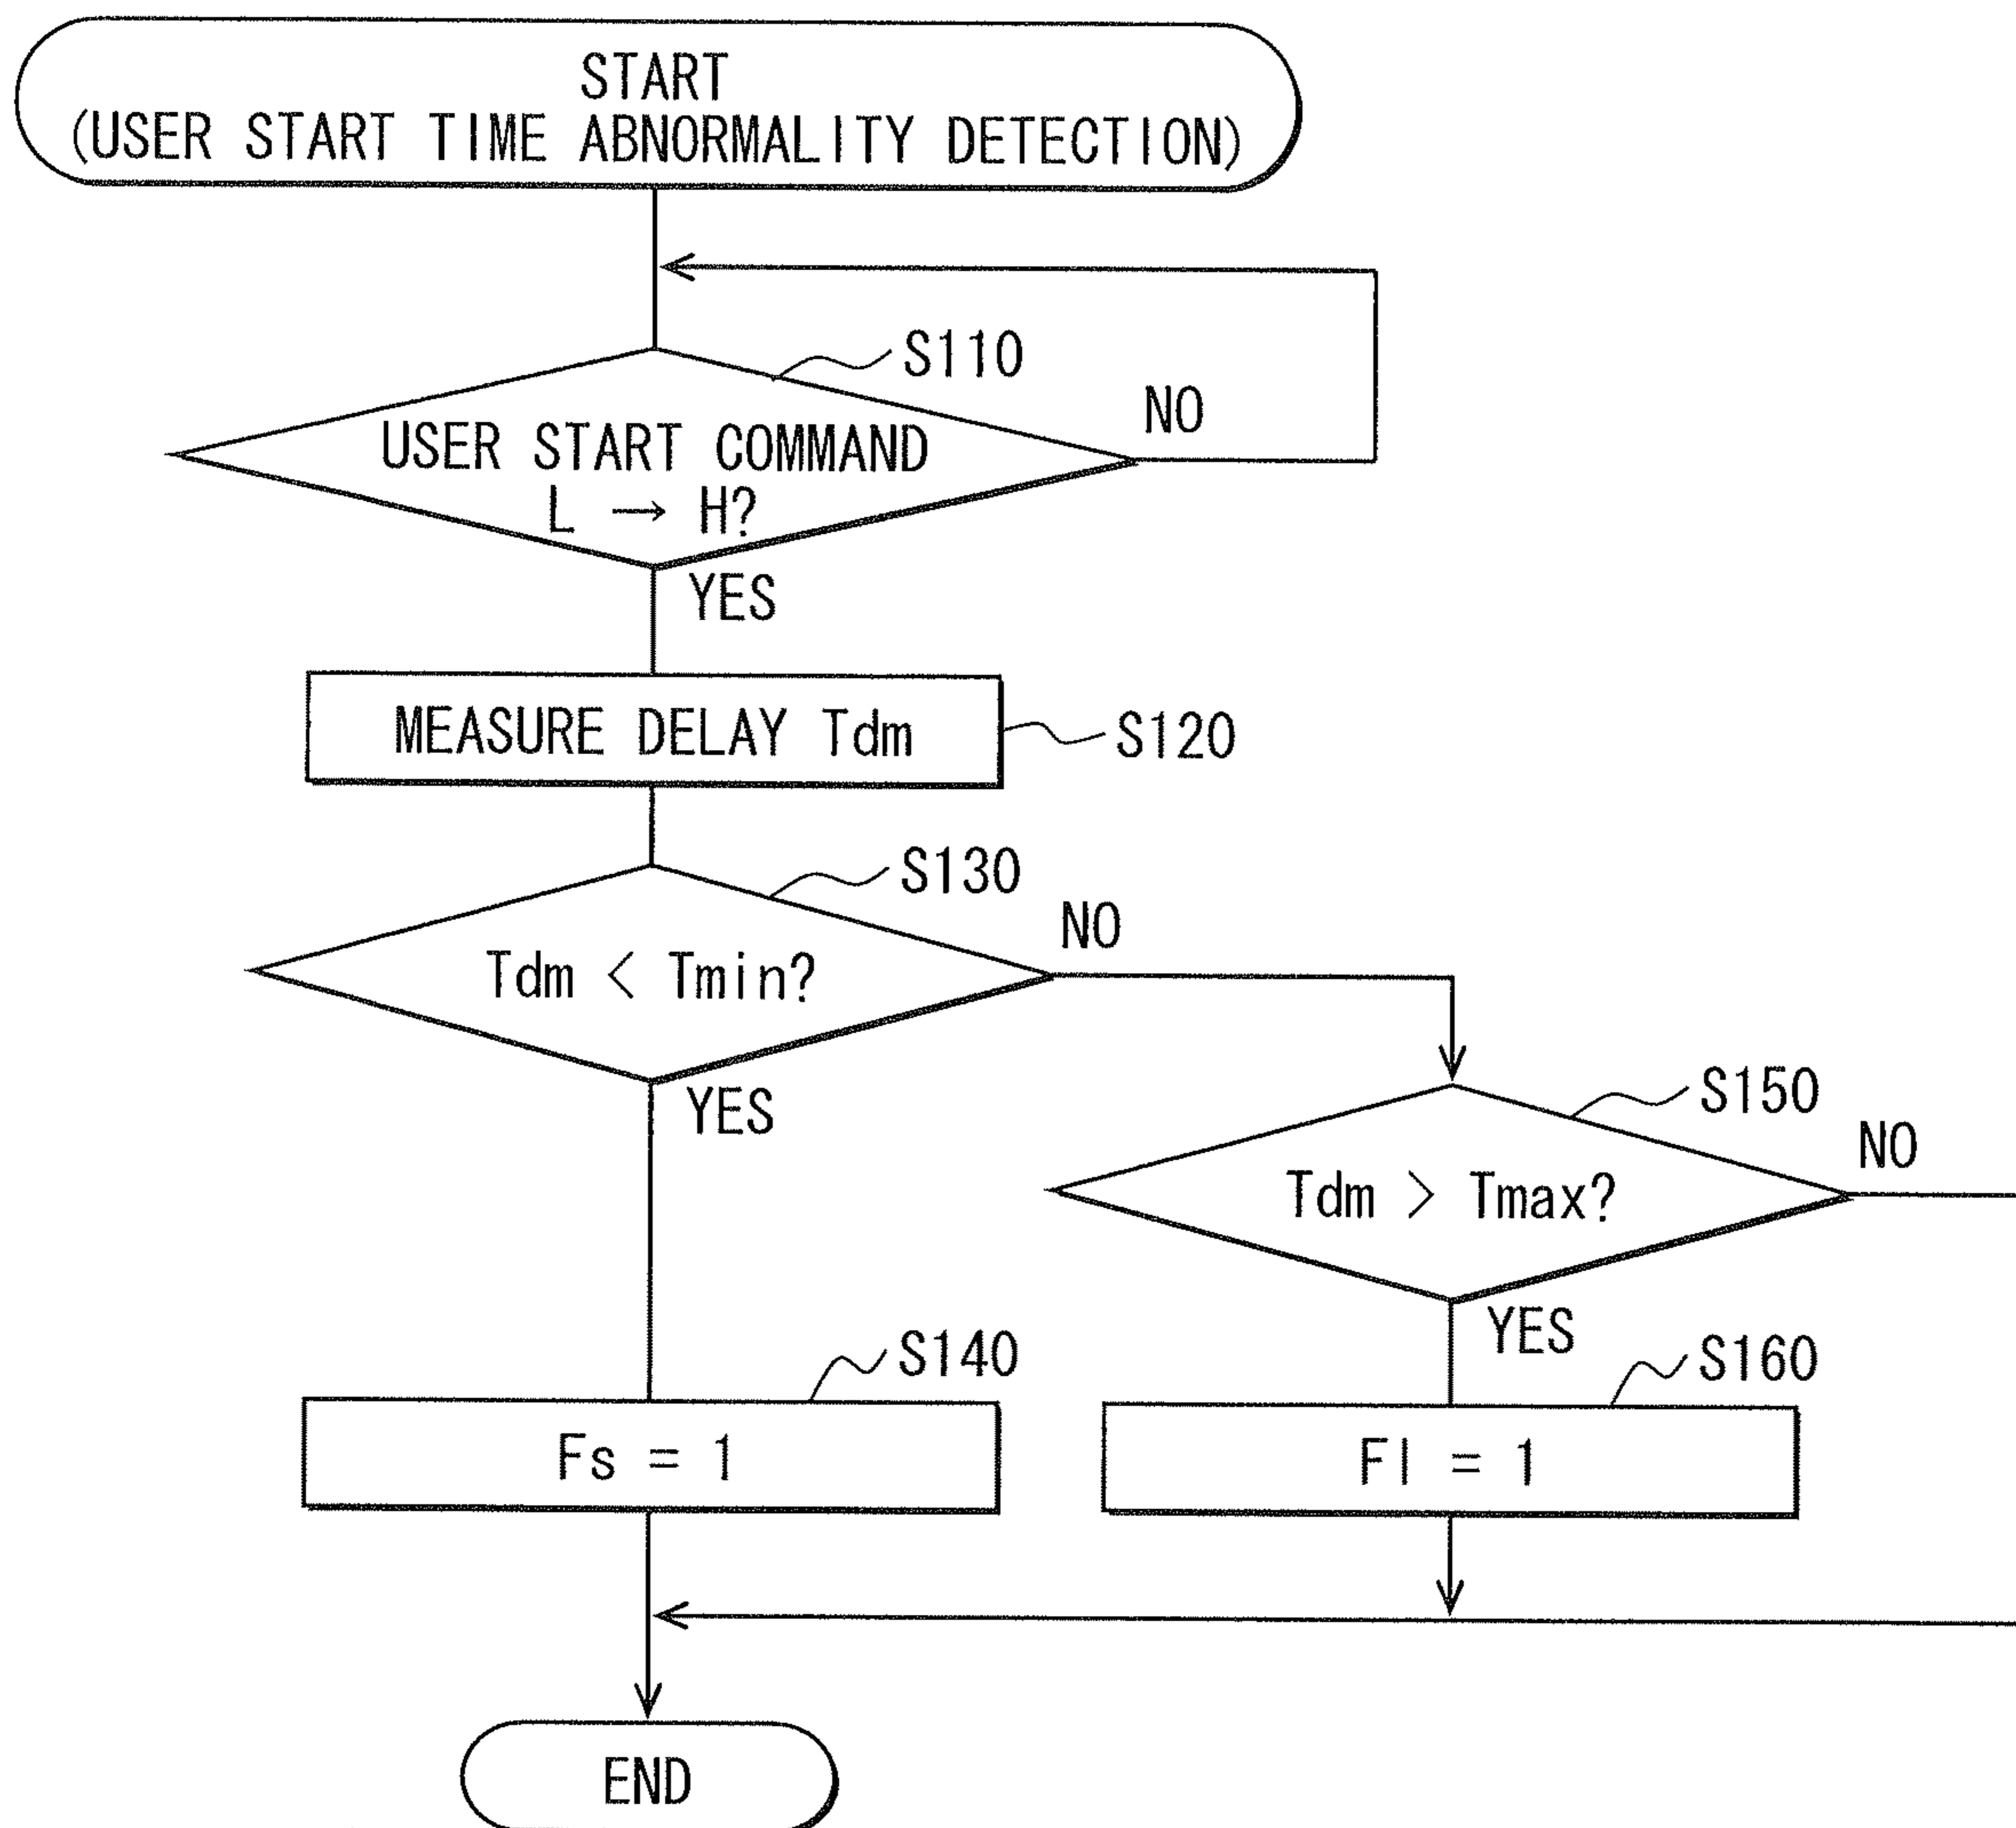 START
(USER START TIME ABNORMALITY DETECTION)
S110
NO
USER START COMMAND
L → H?
YES
MEASURE DELAY Tdm
S120
S130
NO
Tdm < Tmin?
YES
S150
NO
Tdm > Tmax?
YES
S140
S160
Fs = 1
Fl = 1
END